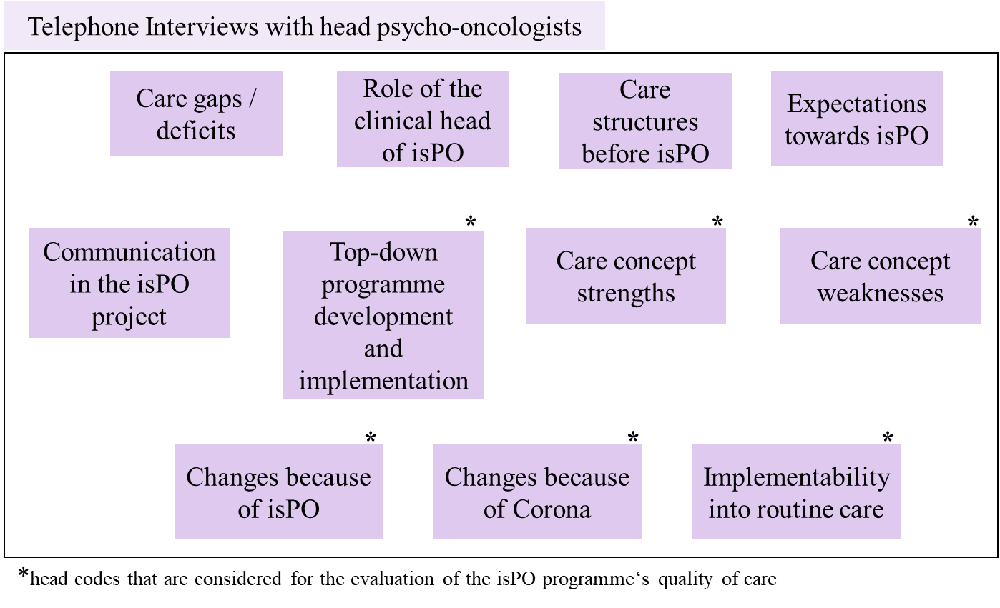 Telephone Interviews with head psycho-oncologists
Care gaps /
deficits
Role of the
clinical head
of isPO
Care
structures
before isPO
Expectations
towards isPO
Communication
in the isPO
project
*
Top-down
programme
development
and
implementation
*
Care concept
strengths
*
Care concept
weaknesses
*
Changes because
of isPO
*
Changes because
of Corona
*
Implementability
into routine care
*head codes that are considered for the evaluation of the isPO programme‘s quality of care